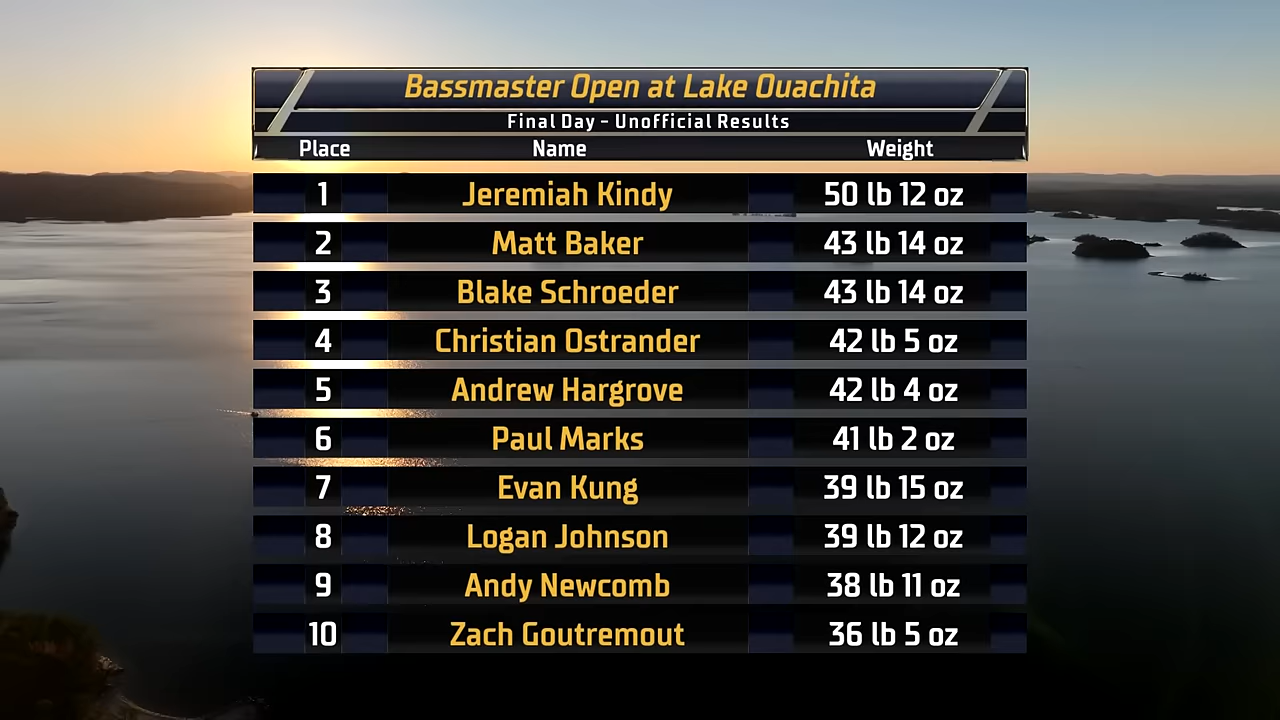 Bassmaster Open at Lake Ouachita
Final Day - Unofficial Results
Place Name Weight
1 Jeremiah Kindy 50 lb 12 oz
2 Matt Baker 43 lb 14 oz
3 Blake Schroeder 43 lb 14 oz
4 Christian Ostrander 42 lb 5 oz
5 Andrew Hargrove 42 lb 4 oz
6 Paul Marks 41 lb 2 oz
7 Evan Kung 39 lb 15 oz
8 Logan Johnson 39 lb 12 oz
9 Andy Newcomb 38 lb 11 oz
10 Zach Goutremout 36 lb 5 oz